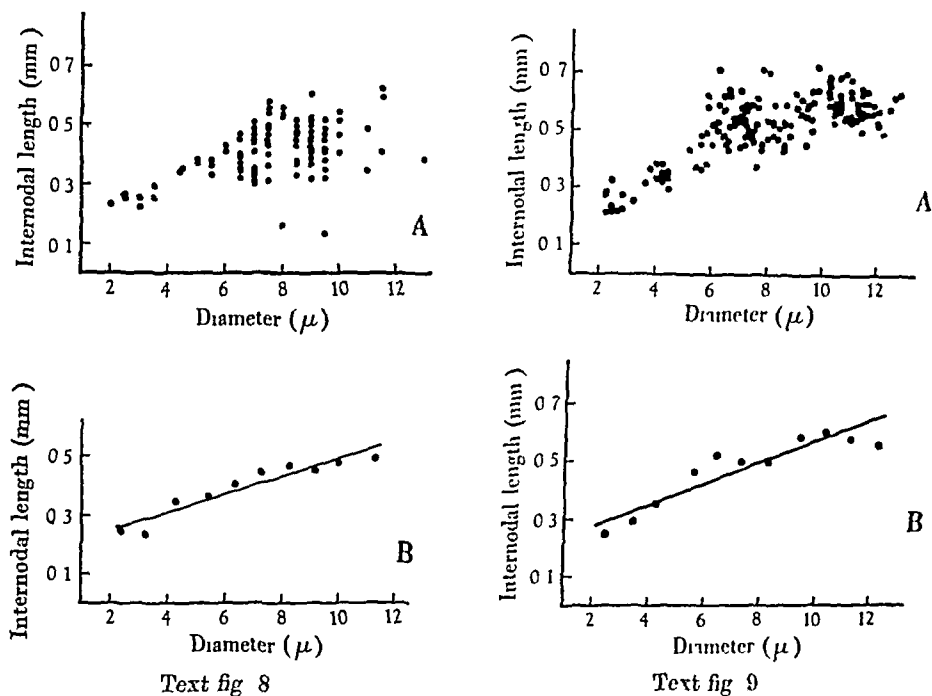 Internodal length (mm)
0 7
0 5
0 3
0 1
A
2 4 6 8 10 12
Diameter (μ)
Internodal length (mm)
0 7
0 5
0 3
0 1
A
2 4 6 8 10 12
Diameter (μ)
Internodal length (mm)
0 5
0 3
0 1
B
2 4 6 8 10 12
Diameter (μ)
Text fig 8
Internodal length (mm)
0 7
0 5
0 3
0 1
B
2 4 6 8 10 12
Diameter (μ)
Text fig 9